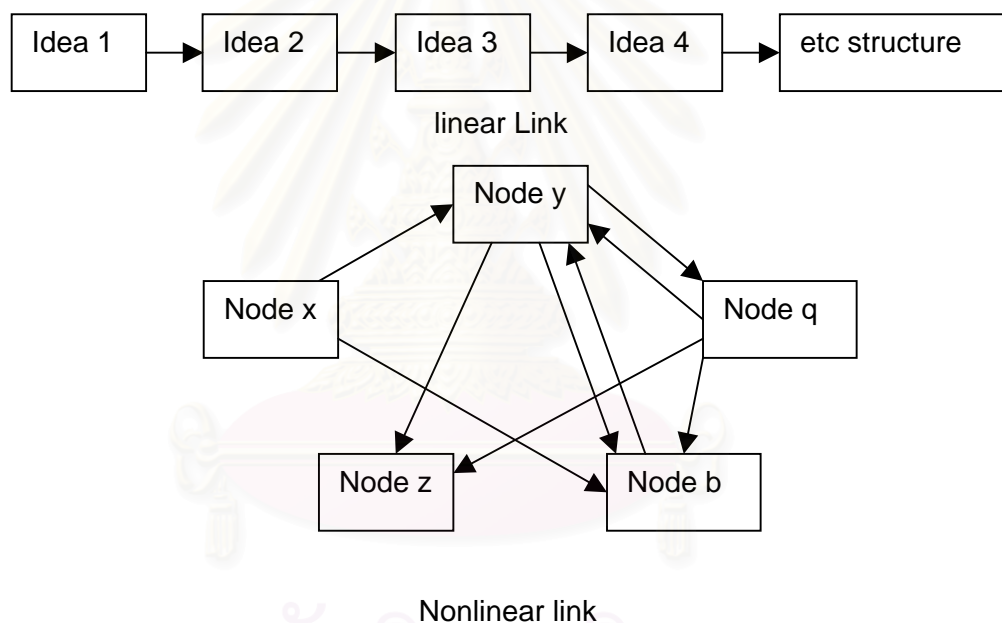 Idea 1 Idea 2 Idea 3 Idea 4 etc structure
linear Link
Node y
Node x Node q
Node z Node b
Nonlinear link